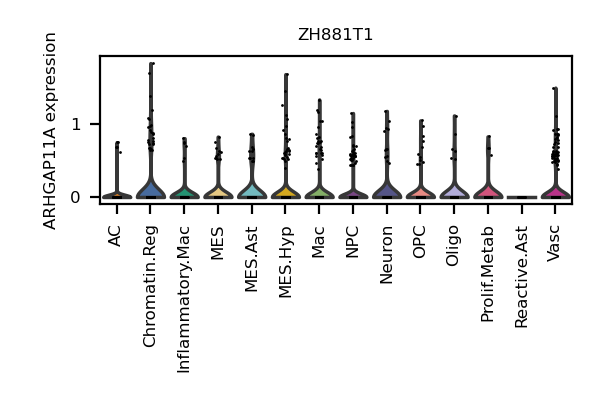 ZH881T1
ARHGAP11A expression
1
0
AC
Chromatin.Reg
Inflammatory.Mac
MES
MES.Ast
MES.Hyp
Mac
NPC
Neuron
OPC
Oligo
Prolif.Metab
Reactive.Ast
Vasc